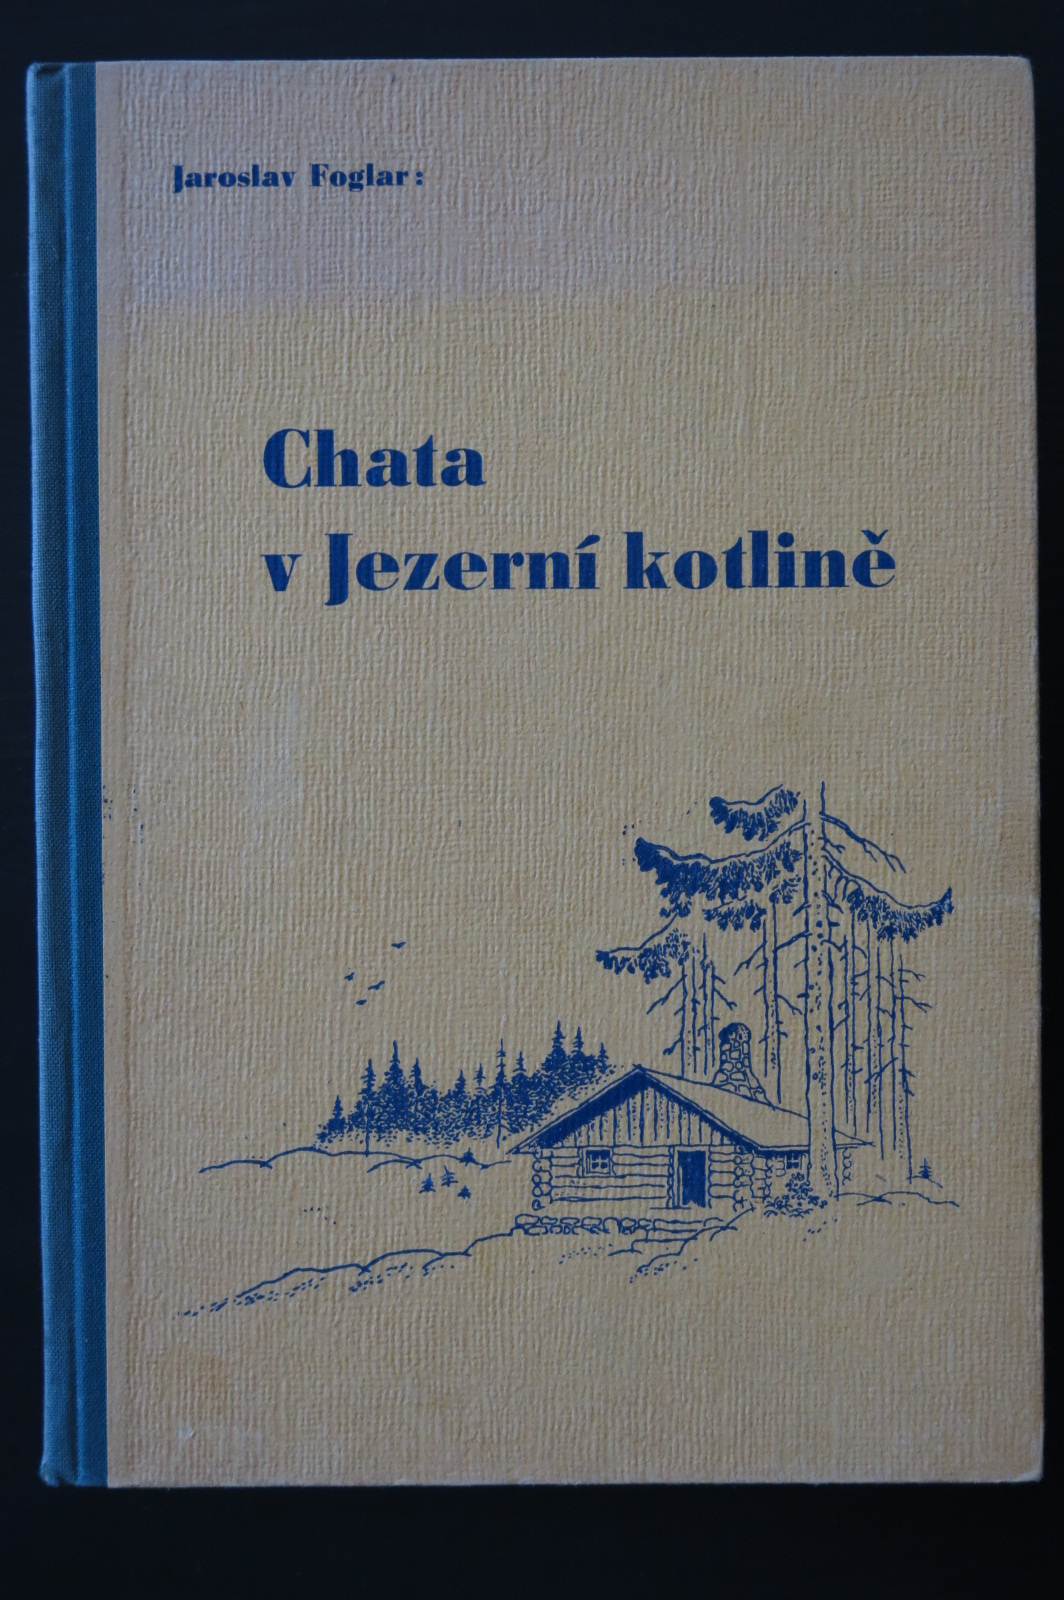 Jaroslav Foglar:
Chata
v Jezerní kotlině